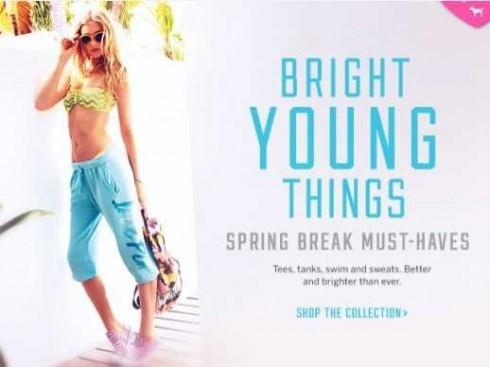 BRIGHT
YOUNG
THINGS
SPRING BREAK MUST-HAVES
Tees, tanks, swim and sweats. Better
and brighter than ever.
SHOP THE COLLECTION>